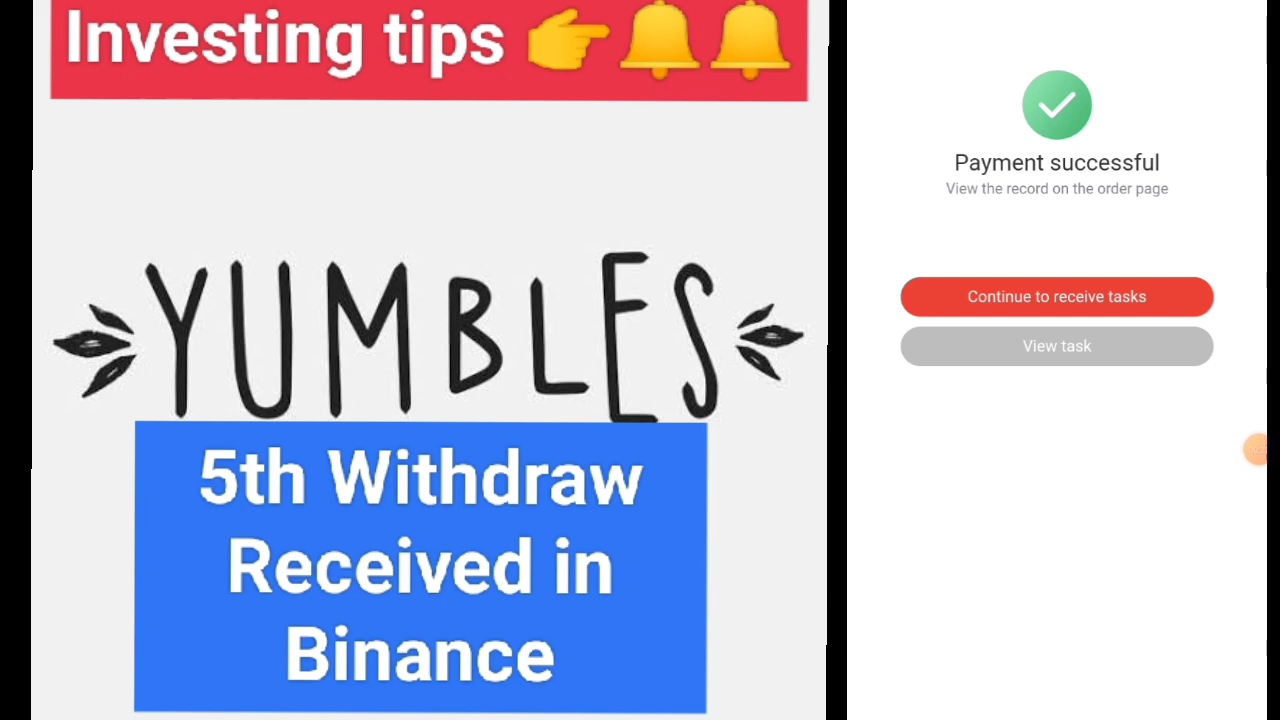 Investing tips 👉🔔🔔
YUMBLES
5th Withdraw
Received in
Binance
Payment successful
View the record on the order page
Continue to receive tasks
View task